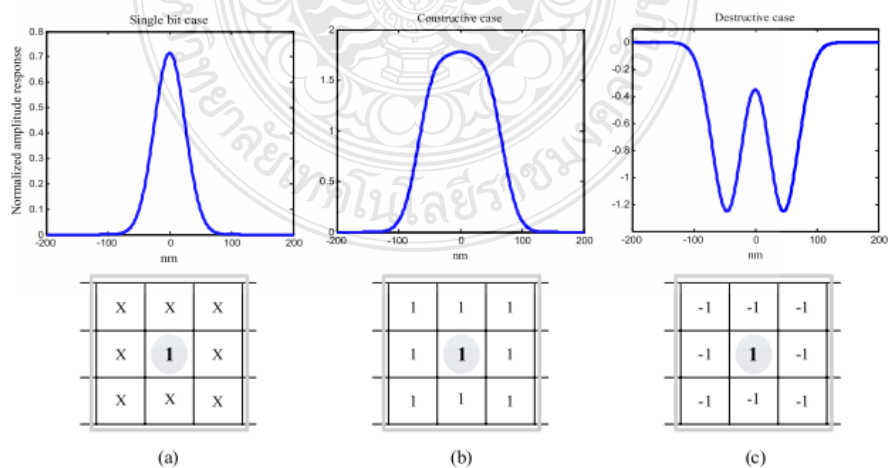 Single bit case
Constructive case
Destructive case
Normalized amplitude response
0.8
0.7
0.6
0.5
0.4
0.3
0.2
0.1
0
-200 -100 0 100 200
nm
2
1.5
1
0.5
0
-200 -100 0 100 200
nm
0
-0.2
-0.4
-0.6
-0.8
-1
-1.2
-200 -100 0 100 200
nm
X X X
X 1 X
X X X
1 1 1
1 1 1
1 1 1
-1 -1 -1
-1 1 -1
-1 -1 -1
(a) (b) (c)